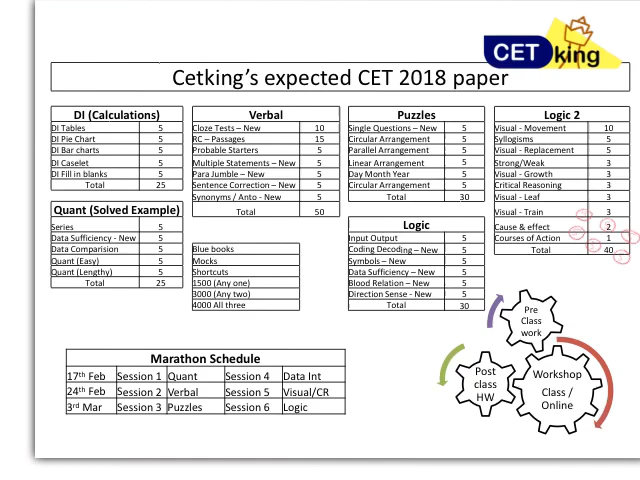 CET king
Cetking's expected CET 2018 paper
DI (Calculations)
DI Tables 5
DI Pie Chart 5
DI Bar charts 5
DI Caselet 5
DI Fill in blanks 5
Total 25
Quant (Solved Example)
Series 5
Data Sufficiency - New 5
Data Comparision 5
Quant (Easy) 5
Quant (Lengthy) 5
Total 25
Verbal
Cloze Tests – New 10
RC – Passages 15
Probable Starters 5
Multiple Statements – New 5
Para Jumble – New 5
Sentence Correction – New 5
Synonyms / Anto - New 5
Total 50
Blue books
Mocks
Shortcuts
1500 (Any one)
3000 (Any two)
4000 All three
Puzzles
Single Questions – New 5
Circular Arrangement 5
Parallel Arrangement 5
Linear Arrangement 5
Day Month Year 5
Circular Arrangement 5
Total 30
Logic
Input Output 5
Coding Decoding – New 5
Symbols – New 5
Data Sufficiency – New 5
Blood Relation – New 5
Direction Sense - New 5
Total 30
Logic 2
Visual - Movement 10
Syllogisms 5
Visual - Replacement 5
Strong/Weak 3
Visual - Growth 3
Critical Reasoning 3
Visual - Leaf 3
Visual - Train 3
Cause & effect 2
Courses of Action 1
Total 40
Marathon Schedule
17th Feb Session 1 Quant Session 4 Data Int
24th Feb Session 2 Verbal Session 5 Visual/CR
3rd Mar Session 3 Puzzles Session 6 Logic
Pre
Class
work
Post
class
HW
Workshop
Class /
Online